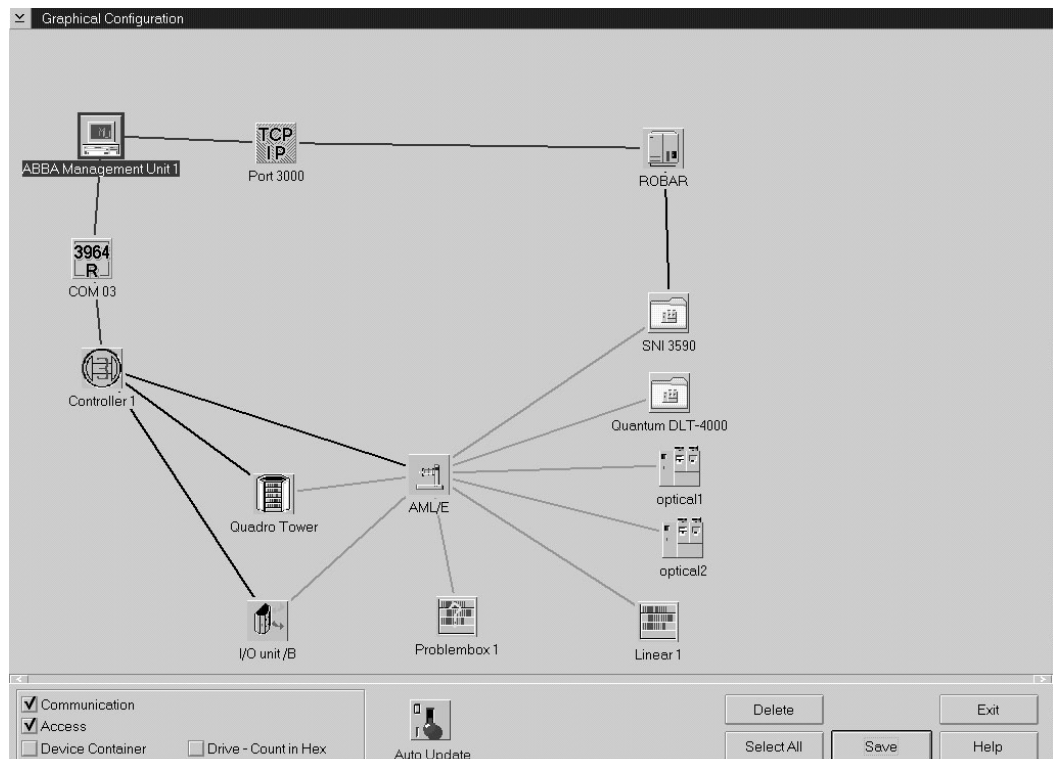 Graphical Configuration
TCP
IP
ABBA Management Unit 1
Port 3000
ROBAR
3964
R
COM 03
SNI 3590
Controller 1
Quantum DLT-4000
optical1
AML/E
Quadro Tower
optical2
I/O unit /B
Problembox 1
Linear 1
Communication
Access
Device Container
Drive - Count in Hex
Auto Update
Delete
Exit
Select All
Save
Help